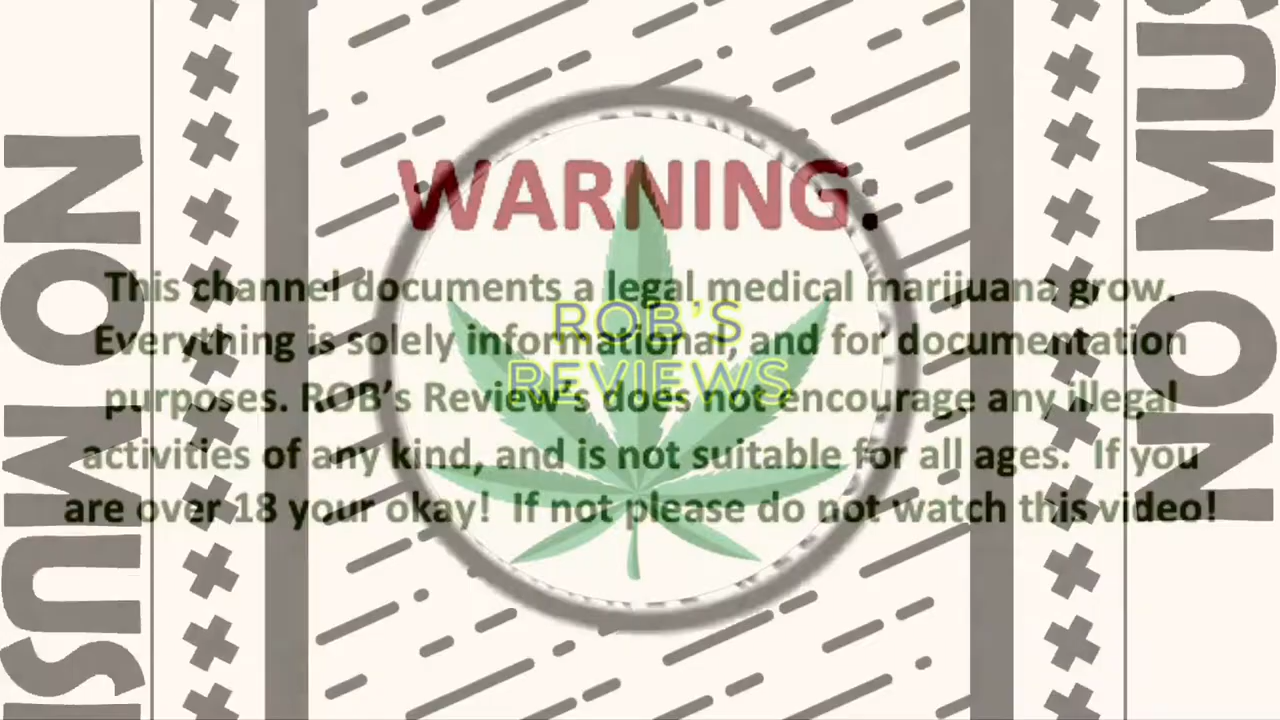 WARNING:
This channel documents a legal medical marijuana grow.
Everything is solely informational, and for documentation
purposes. ROB’s Review’s does not encourage any illegal
activities of any kind, and is not suitable for all ages. If you
are over 18 your okay! If not please do not watch this video!
ROB’S
REVIEWS
NO MUSI
NO MUS